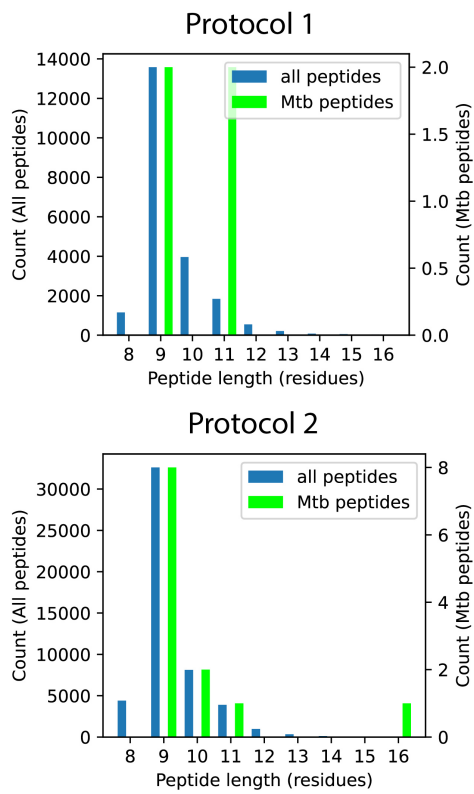 Protocol 1
14000
12000
10000
8000
6000
4000
2000
0
Count (All peptides)
all peptides
Mtb peptides
2.0
1.5
1.0
0.5
0.0
Count (Mtb peptides)
8 9 10 11 12 13 14 15 16
Peptide length (residues)
Protocol 2
30000
25000
20000
15000
10000
5000
0
Count (All peptides)
all peptides
Mtb peptides
8
6
4
2
0
Count (Mtb peptides)
8 9 10 11 12 13 14 15 16
Peptide length (residues)